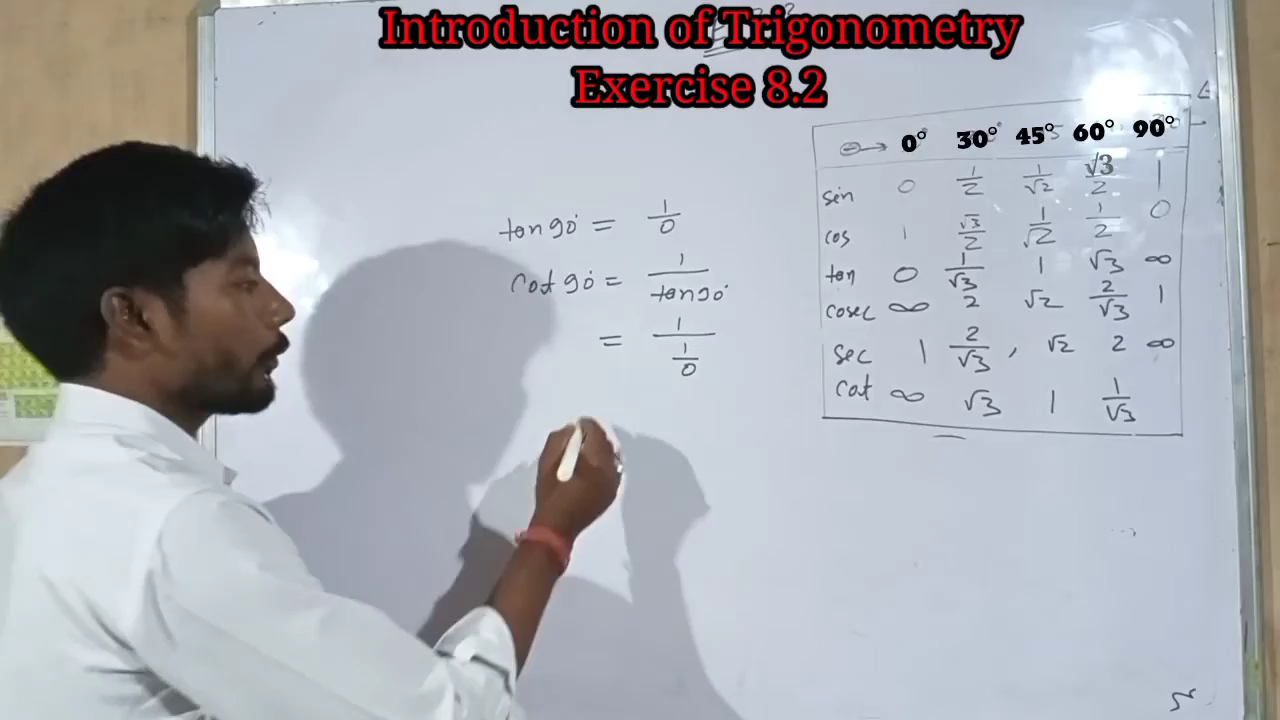 Introduction of Trigonometry
Exercise 8.2
tan 90° = 1/0
cot 90° = 1/tan 90°
= 1/(1/0)
θ→ 0° 30° 45° 60° 90°
sin 0 1/2 1/√2 √3/2 1
cos 1 √3/2 1/√2 1/2 0
tan 0 1/√3 1 √3 ∞
cosec ∞ 2 √2 2/√3 1
sec 1 2/√3 , √2 2 ∞
cot ∞ √3 1 1/√3